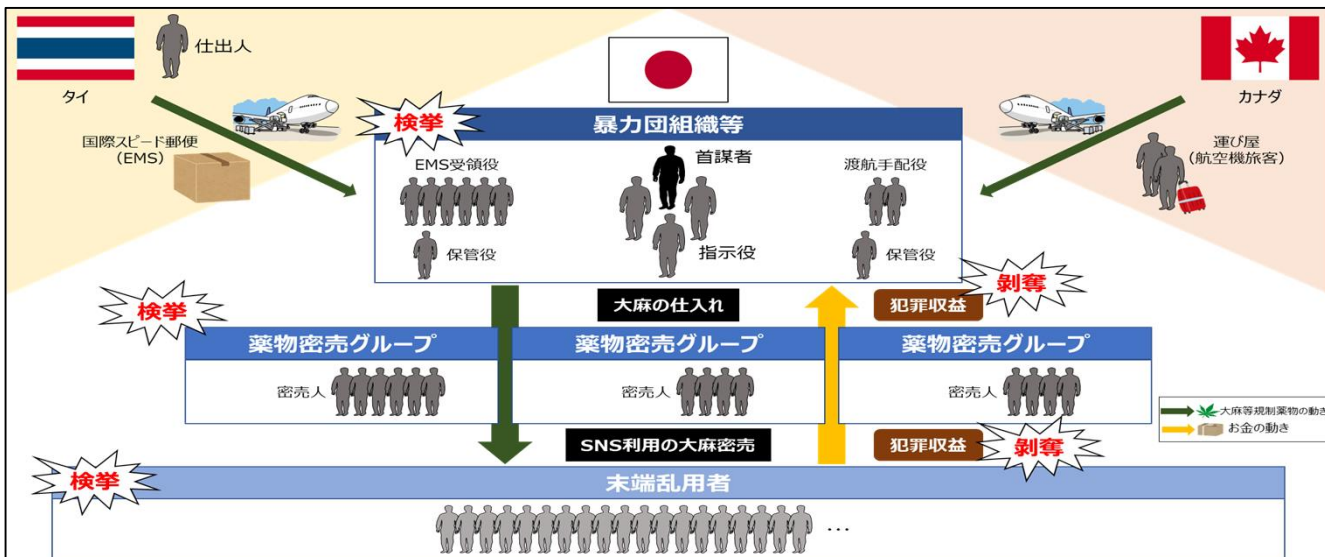 仕出人
タイ
国際スピード郵便
(EMS)
カナダ
運び屋
(航空機旅客)
検挙
暴力団組織等
EMS受領役
首謀者
渡航手配役
保管役
指示役
保管役
検挙
大麻の仕入れ
犯罪収益
剥奪
薬物密売グループ
薬物密売グループ
薬物密売グループ
密売人
密売人
密売人
大麻等規制薬物の動き
お金の動き
SNS利用の大麻密売
犯罪収益
剥奪
検挙
末端乱用者
…